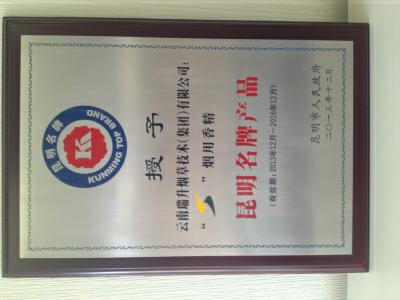 昆明名牌
KUNMING TOP BRAND
K
授予
云南瑞升烟草技术(集团)有限公司:
“ ”烟用香精
昆明名牌产品
(有效期:2013年12月—2016年12月)
昆明市人民政府
二〇一三年十二月